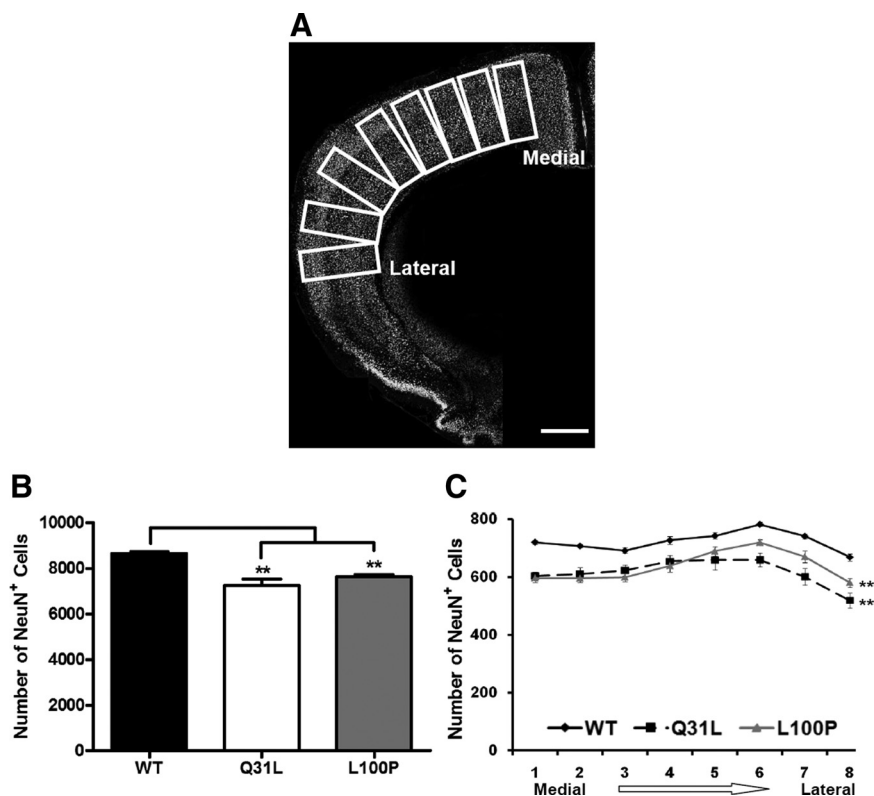 A
Medial
Lateral
B
Number of NeuN+ Cells
10000
8000
6000
4000
2000
0
**
**
WT
Q31L
L100P
C
Number of NeuN+ Cells
800
600
400
200
0
**
**
WT
Q31L
L100P
1 2 3 4 5 6 7 8
Medial Lateral